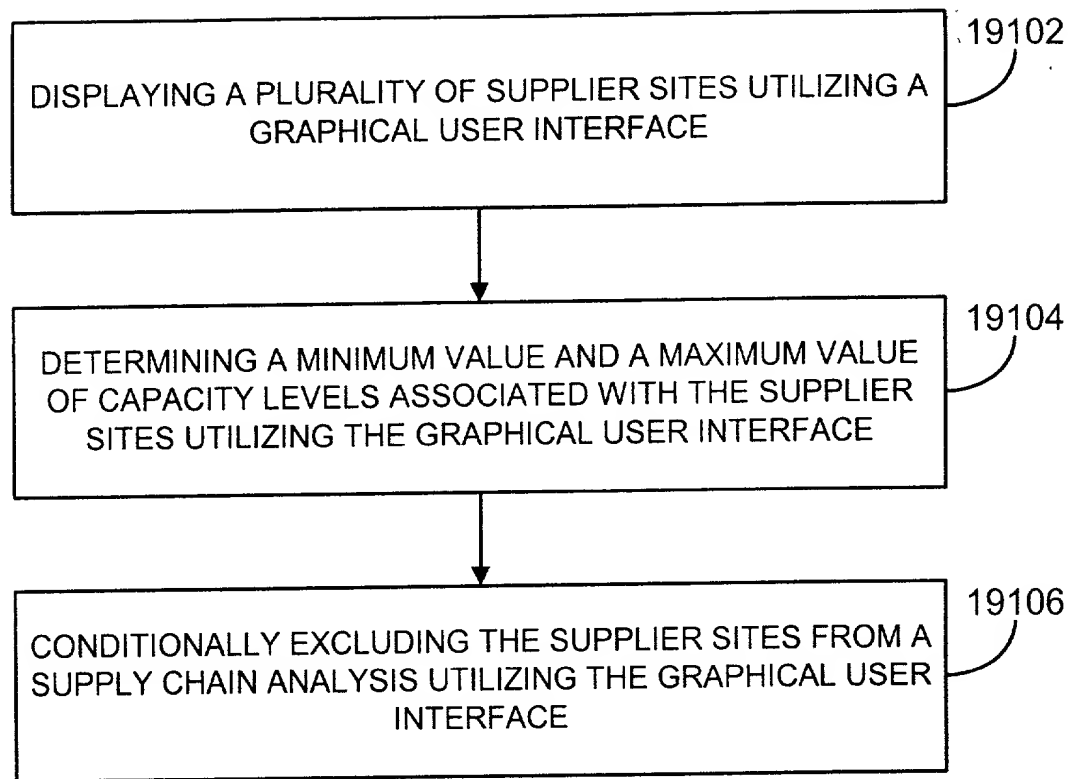 19102
DISPLAYING A PLURALITY OF SUPPLIER SITES UTILIZING A
GRAPHICAL USER INTERFACE
19104
DETERMINING A MINIMUM VALUE AND A MAXIMUM VALUE
OF CAPACITY LEVELS ASSOCIATED WITH THE SUPPLIER
SITES UTILIZING THE GRAPHICAL USER INTERFACE
19106
CONDITIONALLY EXCLUDING THE SUPPLIER SITES FROM A
SUPPLY CHAIN ANALYSIS UTILIZING THE GRAPHICAL USER
INTERFACE